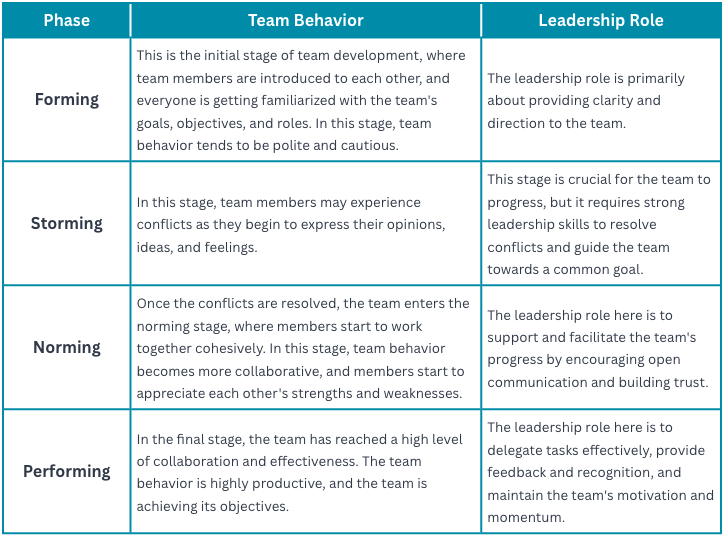 Phase Team Behavior Leadership Role
Forming
This is the initial stage of team development, where
team members are introduced to each other, and
everyone is getting familiarized with the team's
goals, objectives, and roles. In this stage, team
behavior tends to be polite and cautious.
The leadership role is primarily
about providing clarity and
direction to the team.
Storming
In this stage, team members may experience
conflicts as they begin to express their opinions,
ideas, and feelings.
This stage is crucial for the team to
progress, but it requires strong
leadership skills to resolve
conflicts and guide the team
towards a common goal.
Norming
Once the conflicts are resolved, the team enters the
norming stage, where members start to work
together cohesively. In this stage, team behavior
becomes more collaborative, and members start to
appreciate each other's strengths and weaknesses.
The leadership role here is to
support and facilitate the team's
progress by encouraging open
communication and building trust.
Performing
In the final stage, the team has reached a high level
of collaboration and effectiveness. The team
behavior is highly productive, and the team is
achieving its objectives.
The leadership role here is to
delegate tasks effectively, provide
feedback and recognition, and
maintain the team's motivation and
momentum.